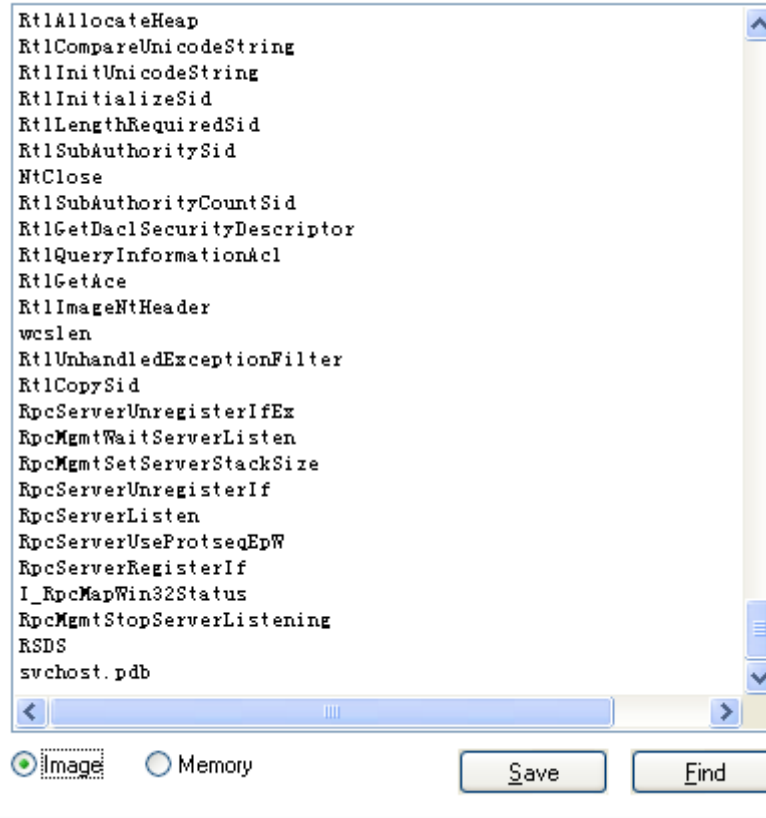 RtlAllocateHeap
RtlCompareUnicodeString
RtlInitUnicodeString
RtlInitializeSid
RtlLengthRequiredSid
RtlSubAuthoritySid
NtClose
RtlSubAuthorityCountSid
RtlGetDaclSecurityDescriptor
RtlQueryInformationAcl
RtlGetAce
RtlImageNtHeader
wcslen
RtlUnhandledExceptionFilter
RtlCopySid
RpcServerUnregisterIfEx
RpcMgmtWaitServerListen
RpcMgmtSetServerStackSize
RpcServerUnregisterIf
RpcServerListen
RpcServerUseProtseqEpW
RpcServerRegisterIf
I_RpcMapWin32Status
RpcMgmtStopServerListening
RSDS
svchost.pdb
Image Memory Save Find